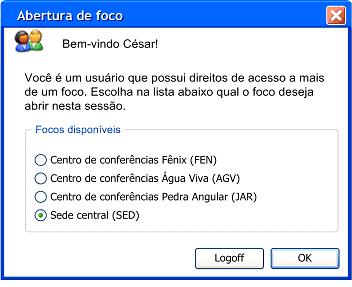 Abertura de foco
Bem-vindo César!
Você é um usuário que possui direitos de acesso a mais
de um foco. Escolha na lista abaixo qual o foco deseja
abrir nesta sessão.
Focos disponíveis
Centro de conferências Fênix (FEN)
Centro de conferências Água Viva (AGV)
Centro de conferências Pedra Angular (JAR)
Sede central (SED)
Logoff OK